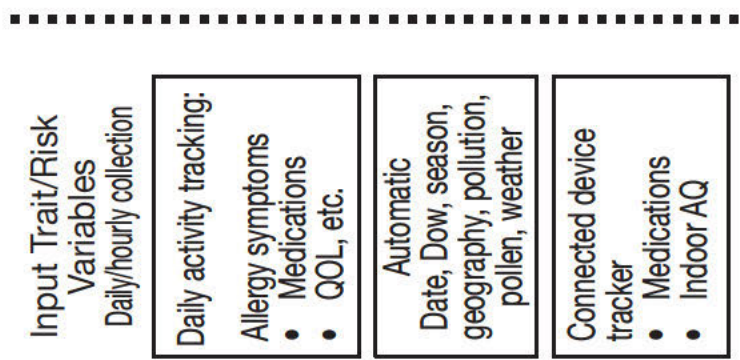 Input Trait/Risk
Variables
Daily/hourly collection
Daily activity tracking:
Allergy symptoms
• Medications
• QOL, etc.
Automatic
Date, Dow, season,
geography, pollution,
pollen, weather
Connected device
tracker
• Medications
• Indoor AQ